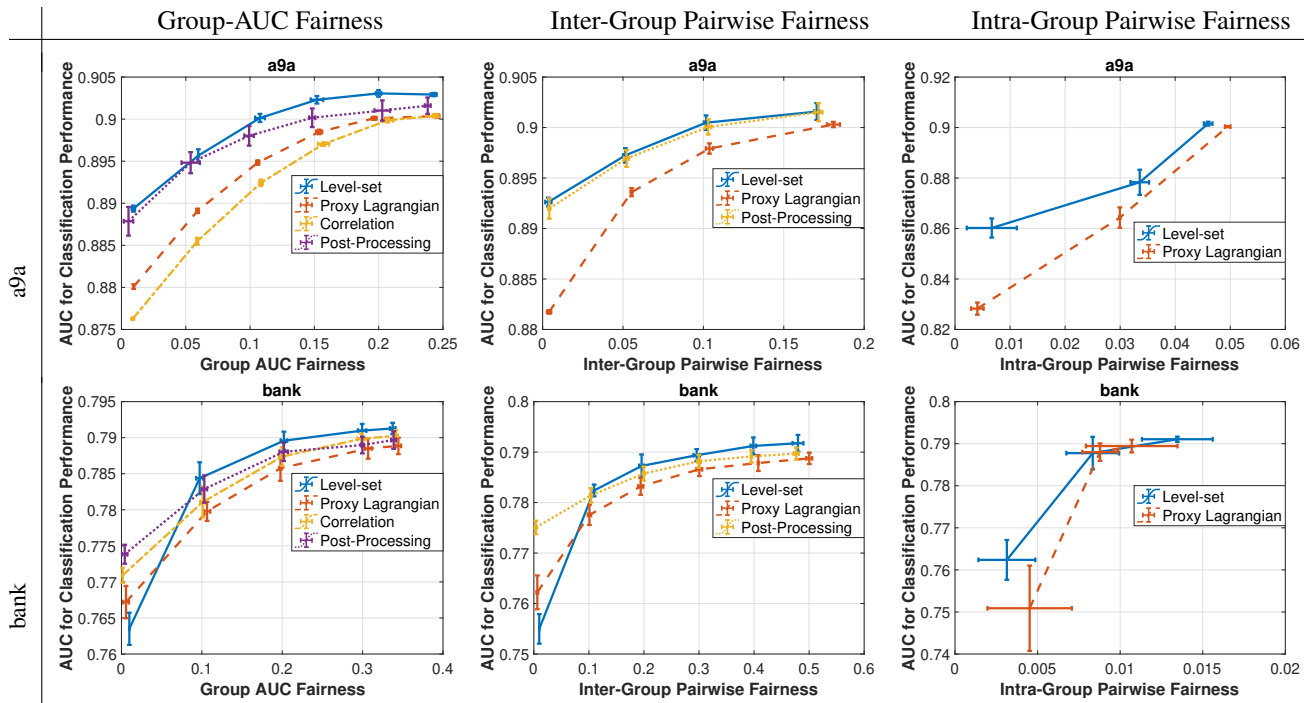 Group-AUC Fairness
Inter-Group Pairwise Fairness
Intra-Group Pairwise Fairness
a9a
a9a
AUC for Classification Performance
0.905
0.9
0.895
0.89
0.885
0.88
0.875
0
0.05
0.1
0.15
0.2
0.25
Group AUC Fairness
Level-set
Proxy Lagrangian
Correlation
Post-Processing
a9a
AUC for Classification Performance
0.905
0.9
0.895
0.89
0.885
0.88
0
0.05
0.1
0.15
0.2
Inter-Group Pairwise Fairness
Level-set
Proxy Lagrangian
Post-Processing
a9a
AUC for Classification Performance
0.92
0.9
0.88
0.86
0.84
0.82
0
0.01
0.02
0.03
0.04
0.05
0.06
Intra-Group Pairwise Fairness
Level-set
Proxy Lagrangian
bank
bank
AUC for Classification Performance
0.795
0.79
0.785
0.78
0.775
0.77
0.765
0.76
0
0.1
0.2
0.3
0.4
Group AUC Fairness
Level-set
Proxy Lagrangian
Correlation
Post-Processing
bank
AUC for Classification Performance
0.8
0.79
0.78
0.77
0.76
0.75
0
0.1
0.2
0.3
0.4
0.5
0.6
Inter-Group Pairwise Fairness
Level-set
Proxy Lagrangian
Post-Processing
bank
AUC for Classification Performance
0.8
0.79
0.78
0.77
0.76
0.75
0.74
0
0.005
0.01
0.015
0.02
Intra-Group Pairwise Fairness
Level-set
Proxy Lagrangian